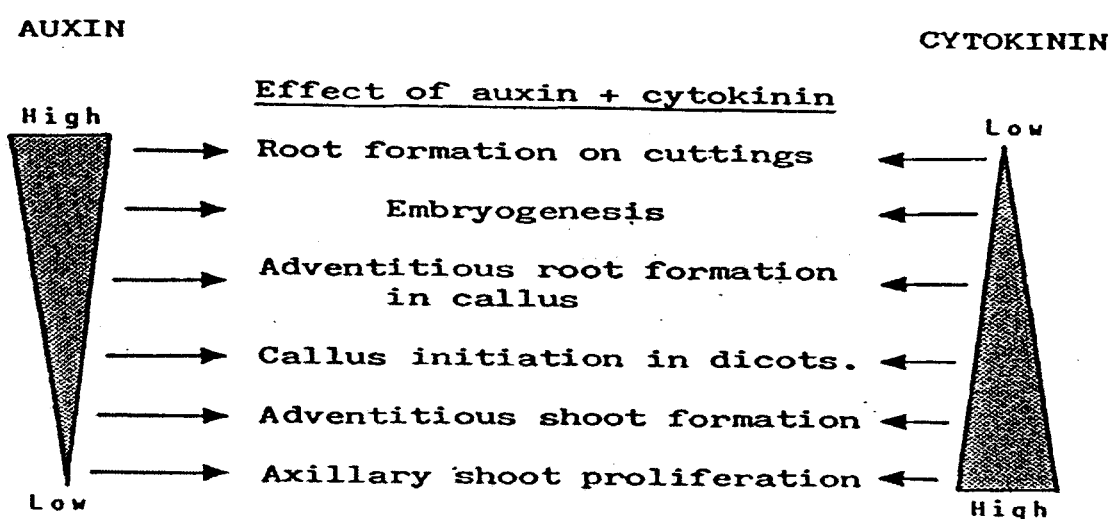 AUXIN
CYTOKININ
Effect of auxin + cytokinin
High
Low
Root formation on cuttings
Embryogenesis
Adventitious root formation
in callus
Callus initiation in dicots.
Adventitious shoot formation
Axillary shoot proliferation
Low
High